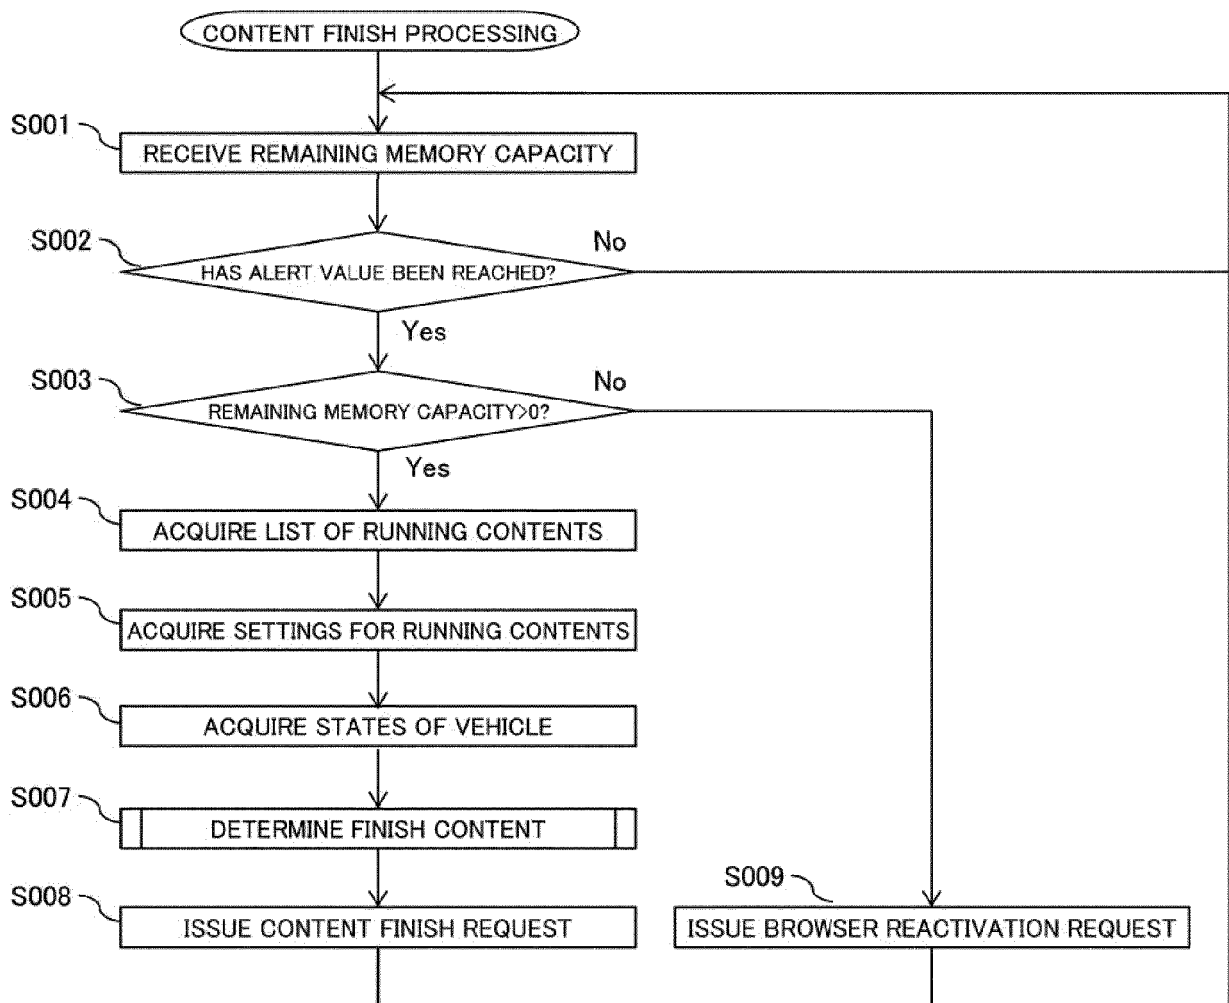 CONTENT FINISH PROCESSING
S001
RECEIVE REMAINING MEMORY CAPACITY
S002
HAS ALERT VALUE BEEN REACHED?
No
Yes
S003
REMAINING MEMORY CAPACITY>0?
No
Yes
S004
ACQUIRE LIST OF RUNNING CONTENTS
S005
ACQUIRE SETTINGS FOR RUNNING CONTENTS
S006
ACQUIRE STATES OF VEHICLE
S007
DETERMINE FINISH CONTENT
S008
ISSUE CONTENT FINISH REQUEST
S009
ISSUE BROWSER REACTIVATION REQUEST